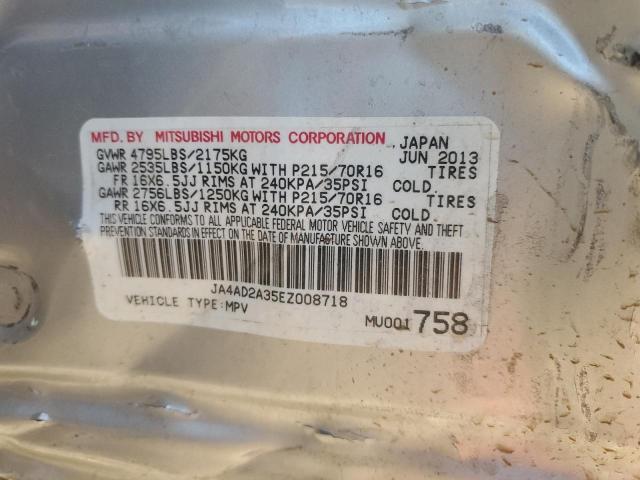 MFD. BY MITSUBISHI MOTORS CORPORATION JAPAN
GVWR 4795LBS/2175KG JUN 2013
GAWR 2535LBS/1150KG WITH P215/70R16 TIRES
FR 16X6.5JJ RIMS AT 240KPA/35PSI COLD.
GAWR 2756LBS/1250KG WITH P215/70R16 TIRES
RR 16X6.5JJ RIMS AT 240KPA/35PSI COLD.
THIS VEHICLE CONFORMS TO ALL APPLICABLE FEDERAL MOTOR VEHICLE SAFETY AND THEFT
PREVENTION STANDARDS IN EFFECT ON THE DATE OF MANUFACTURE SHOWN ABOVE.
JA4AD2A35EZ008718
VEHICLE TYPE:MPV
MU001758